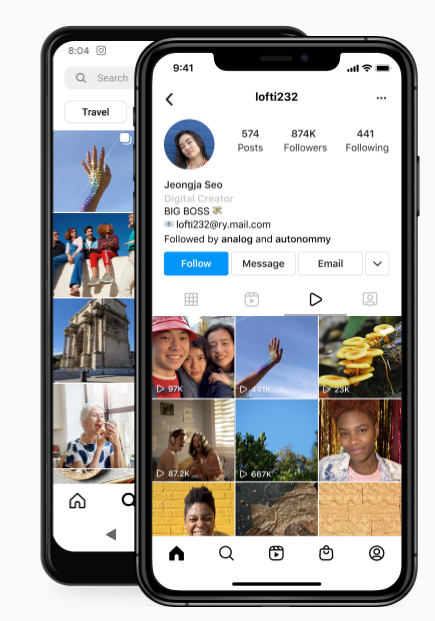 8:04
Search
Travel
9:41
lofti232
574
874K
441
Posts
Followers
Following
Jeongja Seo
Digital Creator
BIG BOSS
lofti232@ry.mail.com
Followed by analog and autonommy
Follow
Message
Email
97K
441K
23K
87.2K
667K